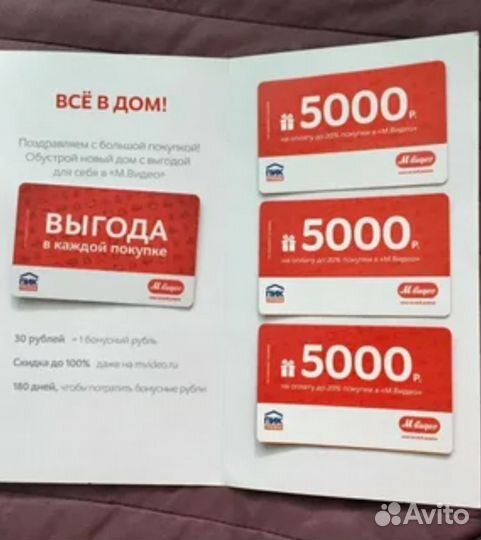 ВСЁ В ДОМ!
Поздравляем с большой покупкой!
Обустрой новый дом с выгодой
для себя в «М.Видео»
ВЫГОДА
в каждой покупке
ПИК
М.Видео
30 рублей = 1 бонусный рубль
Скидка до 100% даже на mvideo.ru
180 дней, чтобы потратить бонусные рубли
5000 Р.
на оплату до 20% покупки в «М.Видео»
ПИК
М.Видео
5000 Р.
на оплату до 20% покупки в «М.Видео»
ПИК
М.Видео
5000 Р.
на оплату до 20% покупки в «М.Видео»
ПИК
М.Видео
Avito